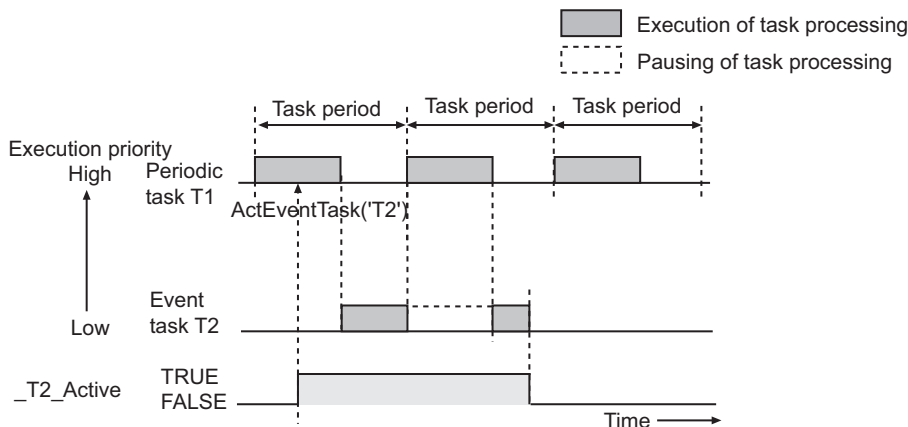 Execution of task processing
Pausing of task processing
Task period
Task period
Task period
Execution priority
High
Periodic
task T1
ActEventTask('T2')
Event
task T2
Low
_T2_Active
TRUE
FALSE
Time